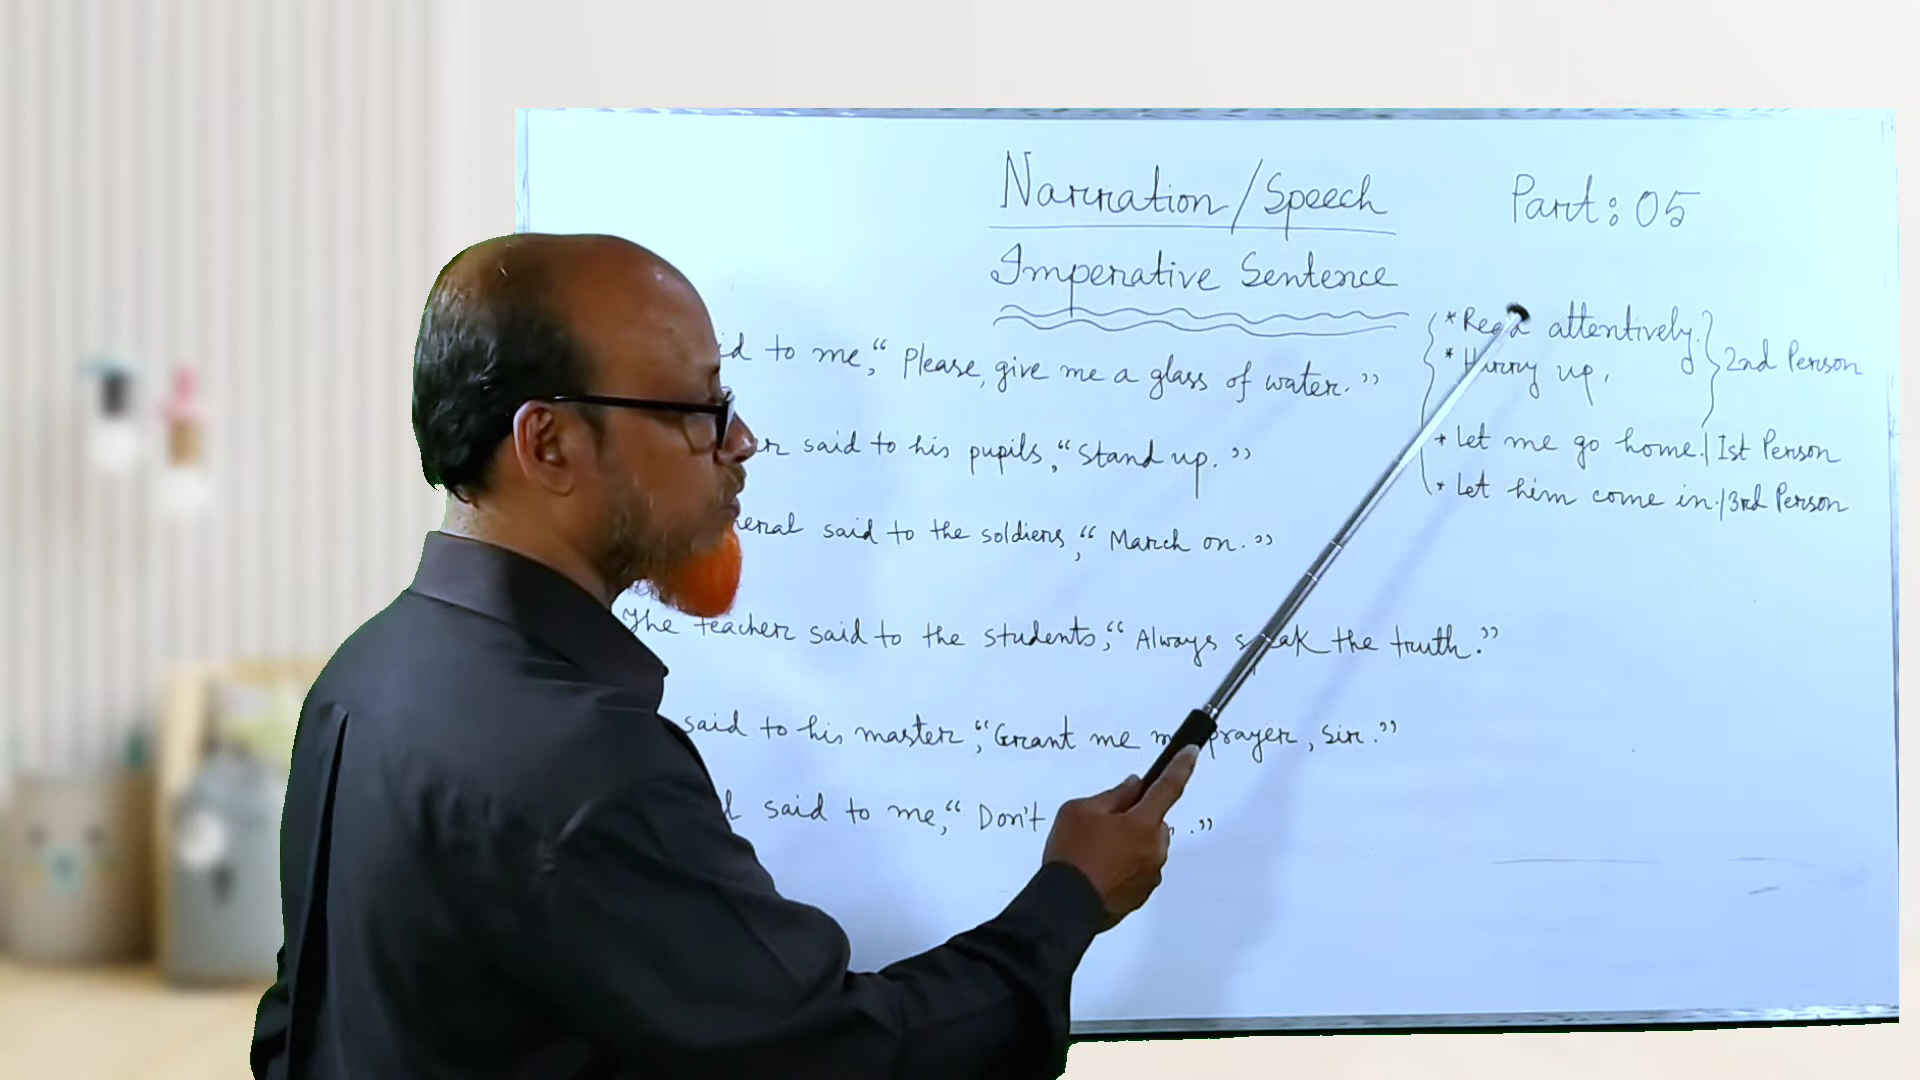 Narration/Speech
Part: 05
Imperative Sentence
*Read attentively.
*Hurry up.
2nd Person
* Let me go home. 1st Person
* Let him come in. 3rd Person
to me, "Please, give me a glass of water."
said to his pupils, "Stand up."
said to the soldiers, "March on."
The teacher said to the students, "Always speak the truth."
said to his master, "Grant me my prayer, Sir."
said to me, "Don't